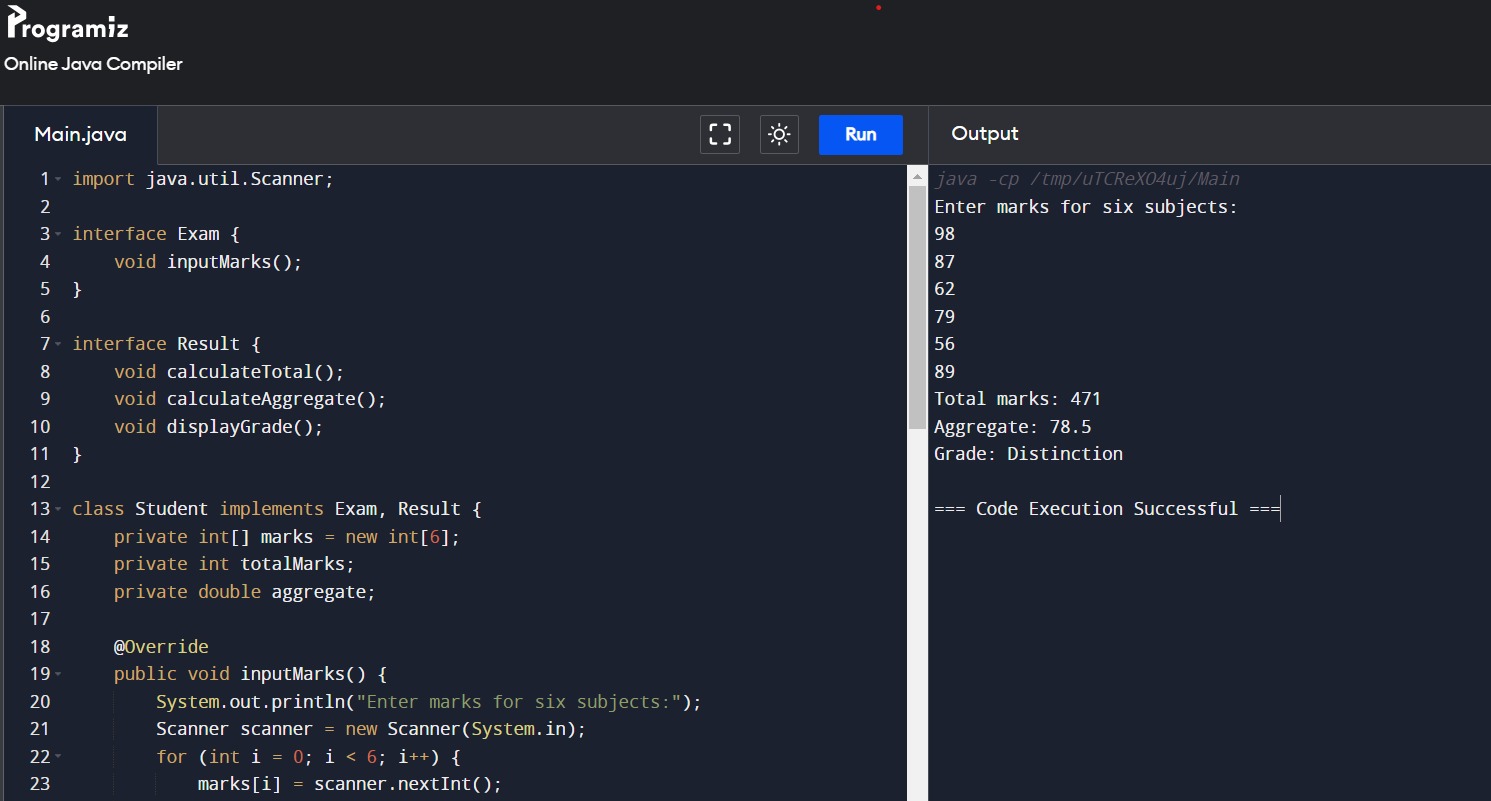 Programiz
Online Java Compiler
Main.java
Run
Output
1 import java.util.Scanner;
2
3 interface Exam {
4     void inputMarks();
5 }
6
7 interface Result {
8     void calculateTotal();
9     void calculateAggregate();
10     void displayGrade();
11 }
12
13 class Student implements Exam, Result {
14     private int[] marks = new int[6];
15     private int totalMarks;
16     private double aggregate;
17
18     @Override
19     public void inputMarks() {
20         System.out.println("Enter marks for six subjects:");
21         Scanner scanner = new Scanner(System.in);
22         for (int i = 0; i < 6; i++) {
23             marks[i] = scanner.nextInt();
java -cp /tmp/uTCReXO4uj/Main
Enter marks for six subjects:
98
87
62
79
56
89
Total marks: 471
Aggregate: 78.5
Grade: Distinction
=== Code Execution Successful ===